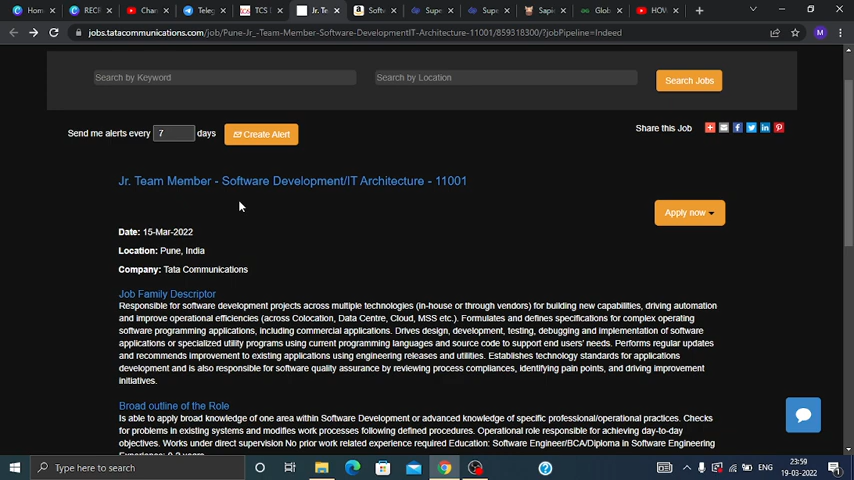 Hom
RECF
Chan
Teleg
TCS D
Jr. Te
Softw
Supe
Supe
Sapie
Glob
HOW
M
jobs.tatacommunications.com/job/Pune-Jr_-Team-Member-Software-DevelopmentIT-Architecture-11001/859318300/?jobPipeline=Indeed
Search by Keyword
Search by Location
Search Jobs
Send me alerts every 7 days
Create Alert
Share this Job
Jr. Team Member - Software Development/IT Architecture - 11001
Apply now
Date: 15-Mar-2022
Location: Pune, India
Company: Tata Communications
Job Family Descriptor
Responsible for software development projects across multiple technologies (in-house or through vendors) for building new capabilities, driving automation
and improve operational efficiencies (across Colocation, Data Centre, Cloud, MSS etc.). Formulates and defines specifications for complex operating
software programming applications, including commercial applications. Drives design, development, testing, debugging and implementation of software
applications or specialized utility programs using current programming languages and source code to support end users' needs. Performs regular updates
and recommends improvement to existing applications using engineering releases and utilities. Establishes technology standards for applications
development and is also responsible for software quality assurance by reviewing process compliances, identifying pain points, and driving improvement
initiatives.
Broad outline of the Role
Is able to apply broad knowledge of one area within Software Development or advanced knowledge of specific professional/operational practices. Checks
for problems in existing systems and modifies work processes following defined procedures. Operational role responsible for achieving day-to-day
objectives. Works under direct supervision No prior work related experience required Education: Software Engineer/BCA/Diploma in Software Engineering
Experience: 0-2 years
Type here to search
ENG
23:59
19-03-2022